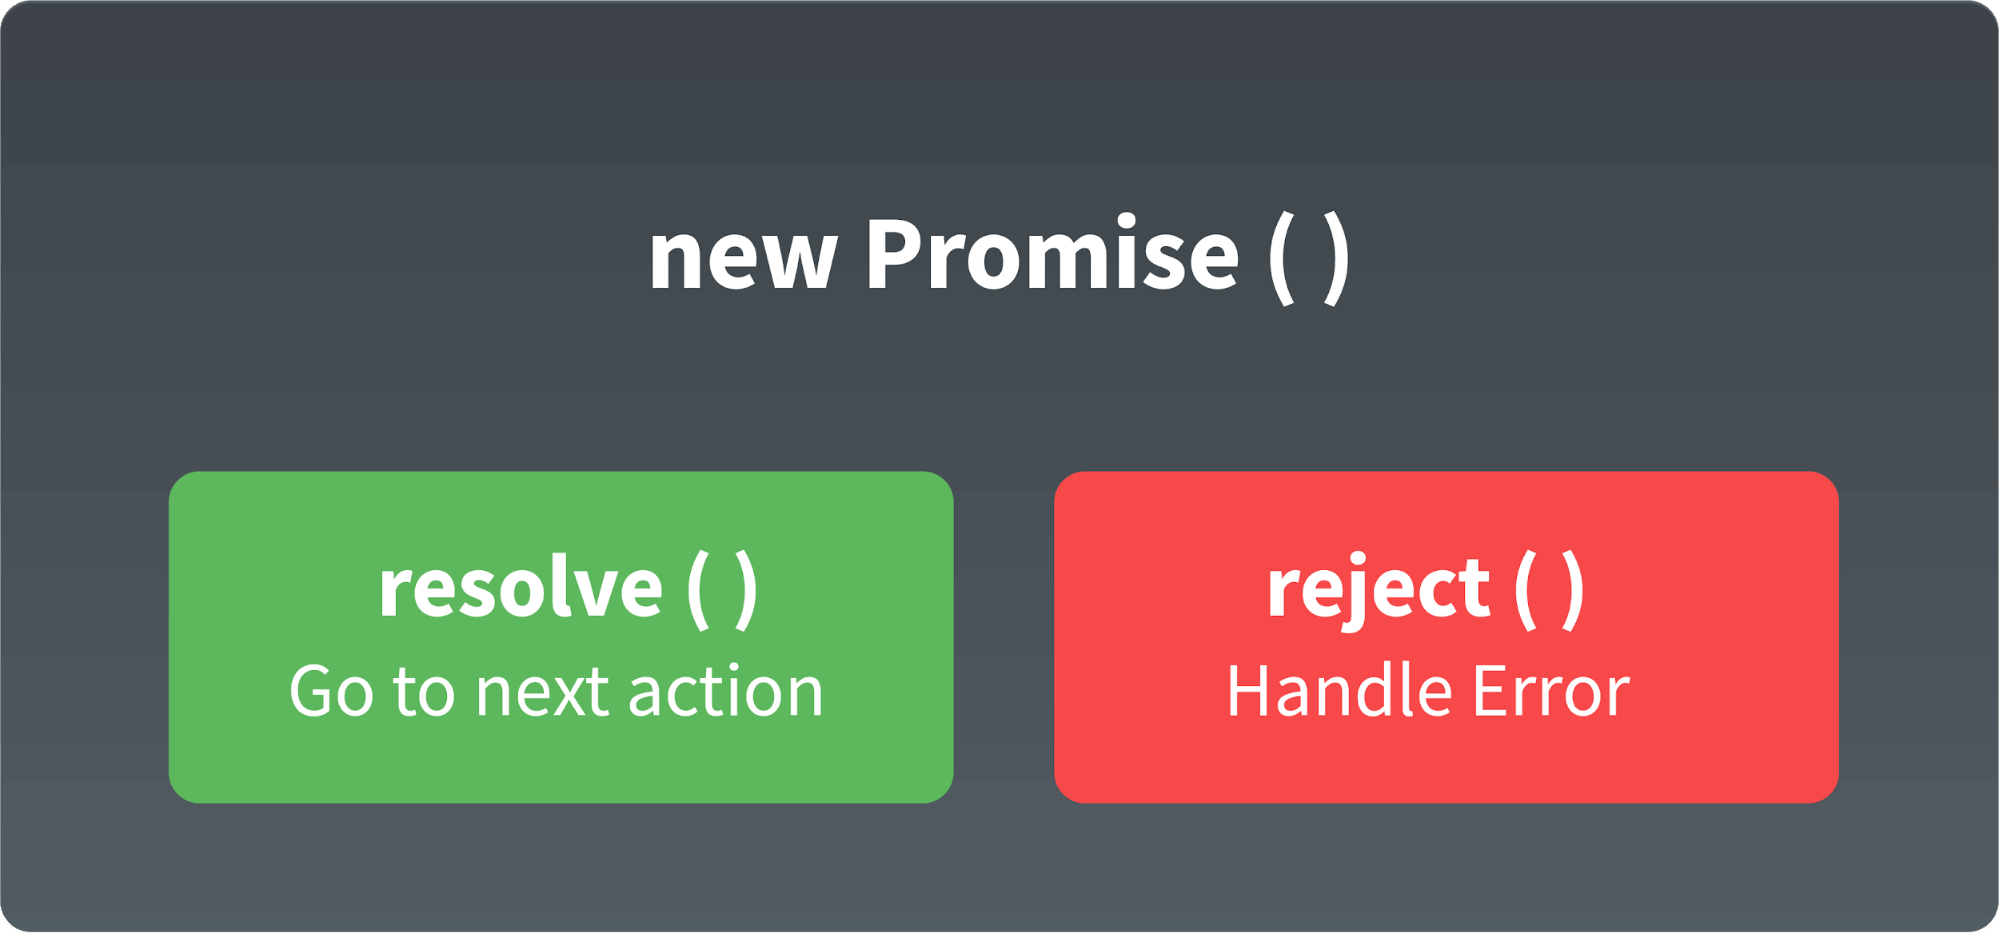 new Promise ( )
resolve ( )
Go to next action
reject ( )
Handle Error